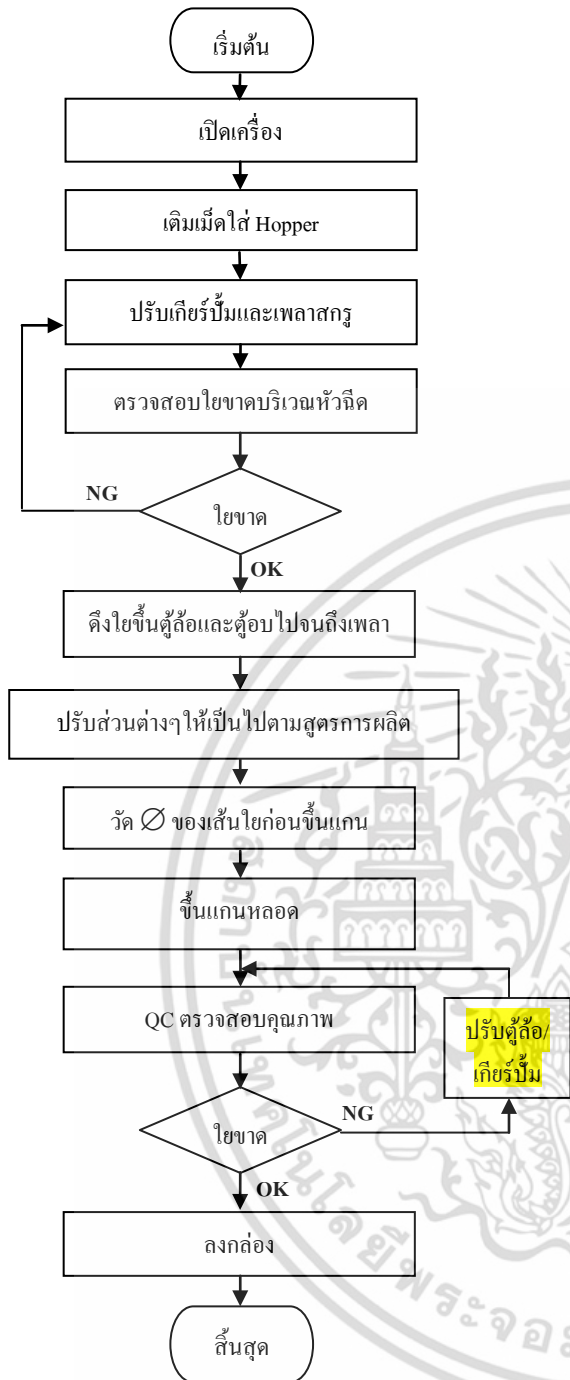 เริ่มต้น
เปิดเครื่อง
เติมเม็ดใส่ Hopper
ปรับเกียร์ปั๊มและเพลาสกรู
ตรวจสอบใยขาดบริเวณหัวฉีด
NG
ใยขาด
OK
ดึงใยขึ้นตู้ล้อและตู้อบไปจนถึงเพลา
ปรับส่วนต่างๆให้เป็นไปตามสูตรการผลิต
วัด ∅ ของเส้นใยก่อนขึ้นแกน
ขึ้นแกนหลอด
QC ตรวจสอบคุณภาพ
ปรับตู้ล้อ/
เกียร์ปั๊ม
NG
ใยขาด
OK
ลงกล่อง
สิ้นสุด